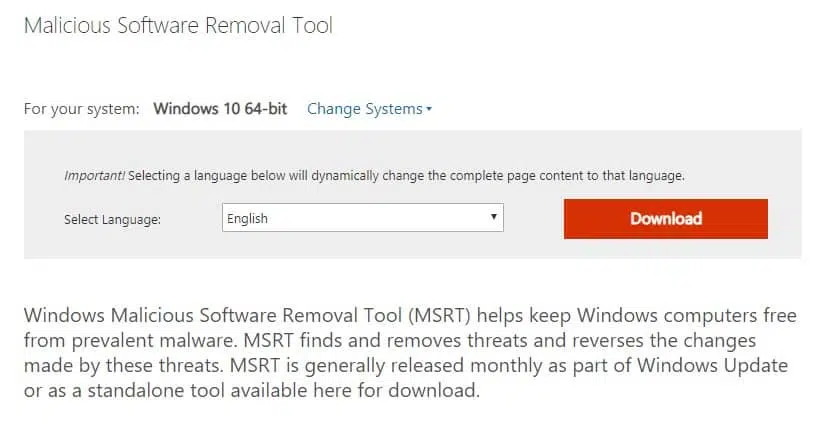 Malicious Software Removal Tool
For your system: Windows 10 64-bit Change Systems
Important! Selecting a language below will dynamically change the complete page content to that language.
Select Language: English Download
Windows Malicious Software Removal Tool (MSRT) helps keep Windows computers free
from prevalent malware. MSRT finds and removes threats and reverses the changes
made by these threats. MSRT is generally released monthly as part of Windows Update
or as a standalone tool available here for download.